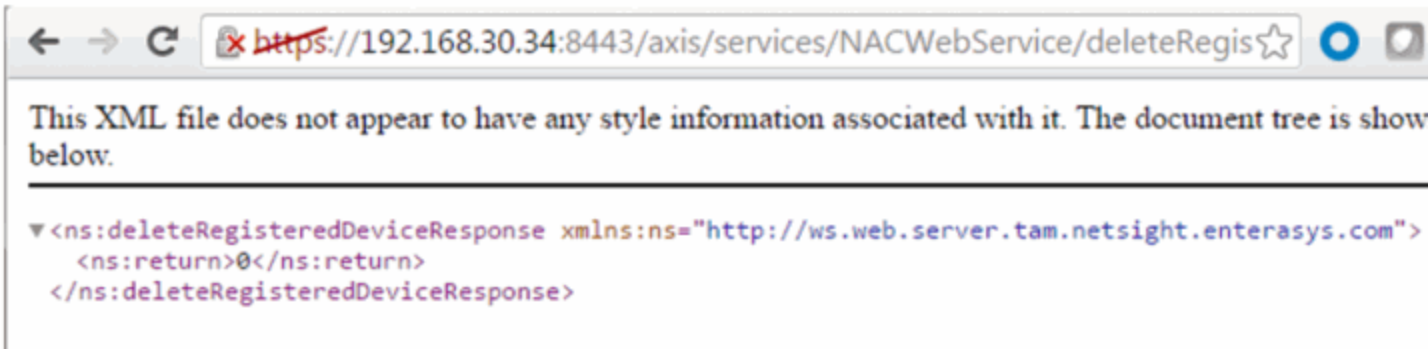 https://192.168.30.34:8443/axis/services/NACWebService/deleteRegis
This XML file does not appear to have any style information associated with it. The document tree is show
below.
▼<ns:deleteRegisteredDeviceResponse xmlns:ns="http://ws.web.server.tam.netsight.enterasys.com">
<ns:return>0</ns:return>
</ns:deleteRegisteredDeviceResponse>